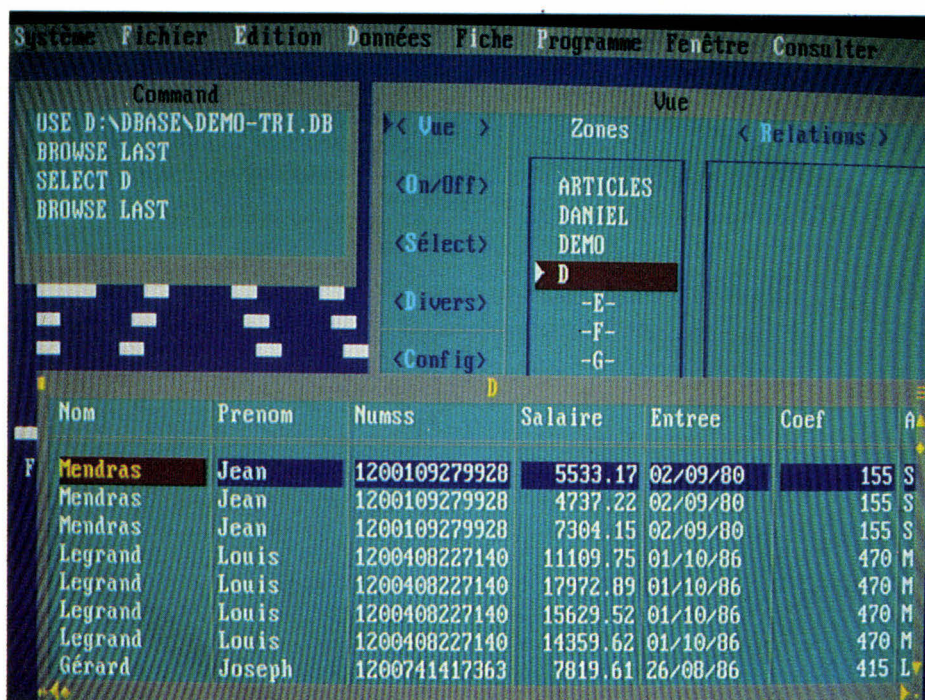 Système Fichier Edition Données Fiche Programme Fenêtre Consulter
Command
USE D:\DBASE\DEMO-TRI.DB
BROWSE LAST
SELECT D
BROWSE LAST
Vue
< Vue >
<On/Off>
<Sélect>
<Divers>
<Config>
Zones
ARTICLES
DANIEL
DEMO
D
-E-
-F-
-G-
< Relations >
F
D
Nom Prenom Numss Salaire Entree Coef A
Mendras Jean 1200109279928 5533.17 02/09/80 155 S
Mendras Jean 1200109279928 4737.22 02/09/80 155 S
Mendras Jean 1200109279928 7304.15 02/09/80 155 S
Legrand Louis 1200408227140 11109.75 01/10/86 470 M
Legrand Louis 1200408227140 17972.89 01/10/86 470 M
Legrand Louis 1200408227140 15629.52 01/10/86 470 M
Legrand Louis 1200408227140 14359.62 01/10/86 470 M
Gérard Joseph 1200741417363 7819.61 26/08/86 415 L